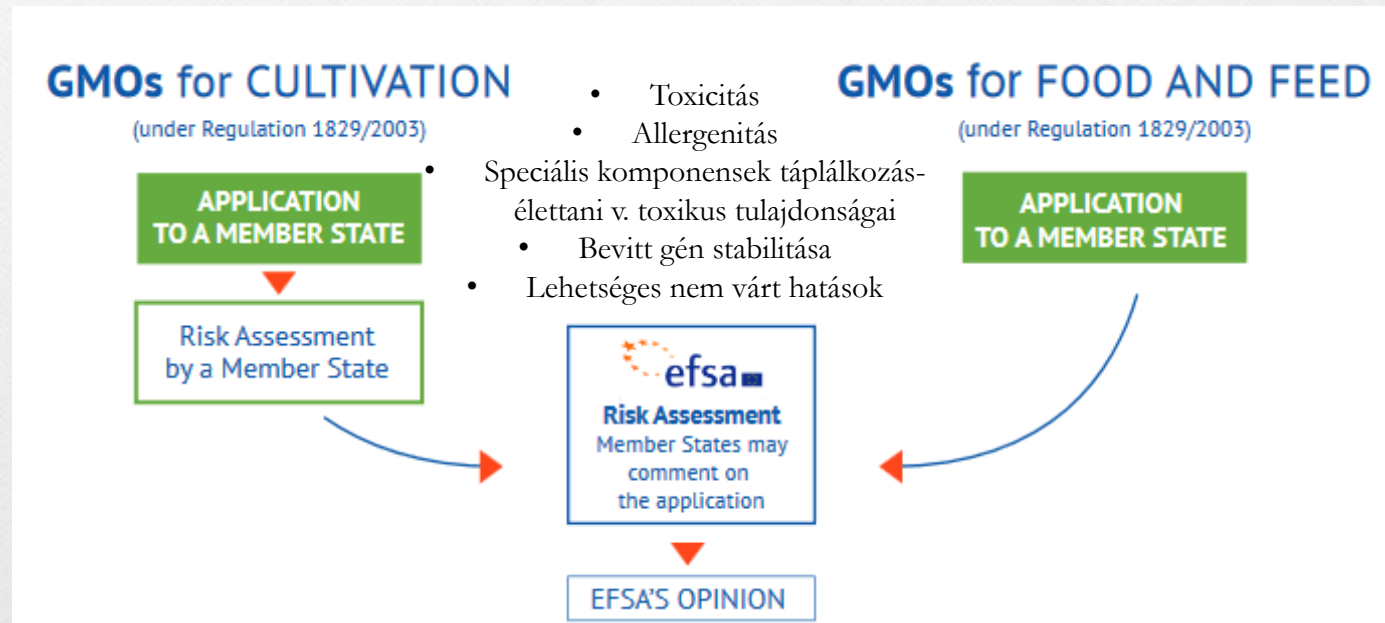 GMOs for CULTIVATION
(under Regulation 1829/2003)
APPLICATION
TO A MEMBER STATE
Risk Assessment
by a Member State
• Toxicitás
• Allergenitás
• Speciális komponensek táplálkozás-
élettani v. toxikus tulajdonságai
• Bevitt gén stabilitása
• Lehetséges nem várt hatások
GMOs for FOOD AND FEED
(under Regulation 1829/2003)
APPLICATION
TO A MEMBER STATE
efsa
Risk Assessment
Member States may
comment on
the application
EFSA'S OPINION